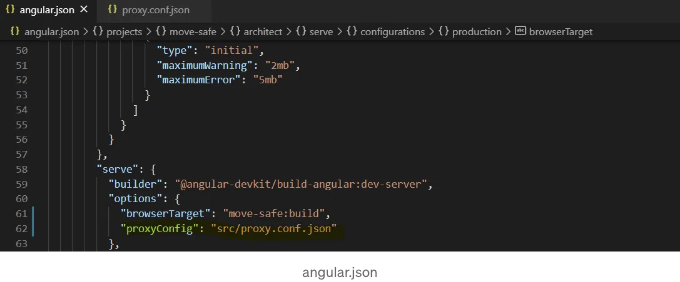 angular.json × proxy.conf.json
angular.json > projects > move-safe > architect > serve > configurations > production > browserTarget
50 "type": "initial",
51 "maximumWarning": "2mb",
52 "maximumError": "5mb"
53 }
54 ]
55 }
56 }
57 },
58 "serve": {
59 "builder": "@angular-devkit/build-angular:dev-server",
60 "options": {
61 "browserTarget": "move-safe:build",
62 "proxyConfig": "src/proxy.conf.json"
63 },
angular.json